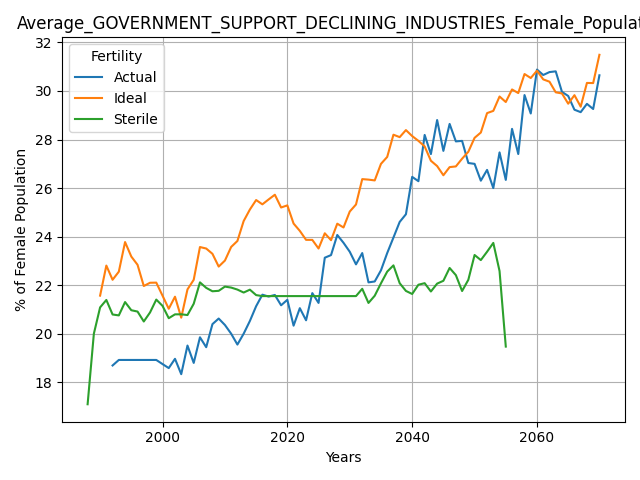 Average_GOVERNMENT_SUPPORT_DECLINING_INDUSTRIES_Female_Populat
Fertility
Actual
Ideal
Sterile
% of Female Population
32
30
28
26
24
22
20
18
2000 2020 2040 2060
Years